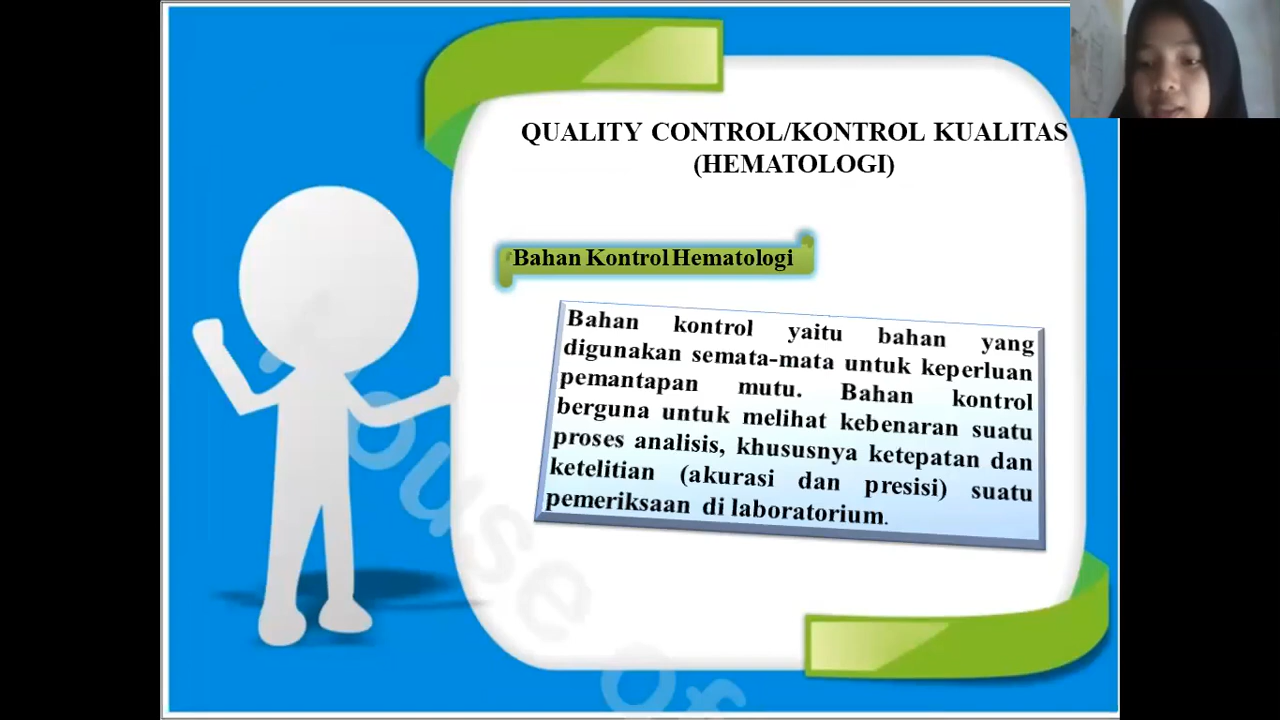 QUALITY CONTROL/KONTROL KUALITAS
(HEMATOLOGI)
Bahan Kontrol Hematologi
Bahan kontrol yaitu bahan yang
digunakan semata-mata untuk keperluan
pemantapan mutu. Bahan kontrol
berguna untuk melihat kebenaran suatu
proses analisis, khususnya ketepatan dan
ketelitian (akurasi dan presisi) suatu
pemeriksaan di laboratorium.
ouse of